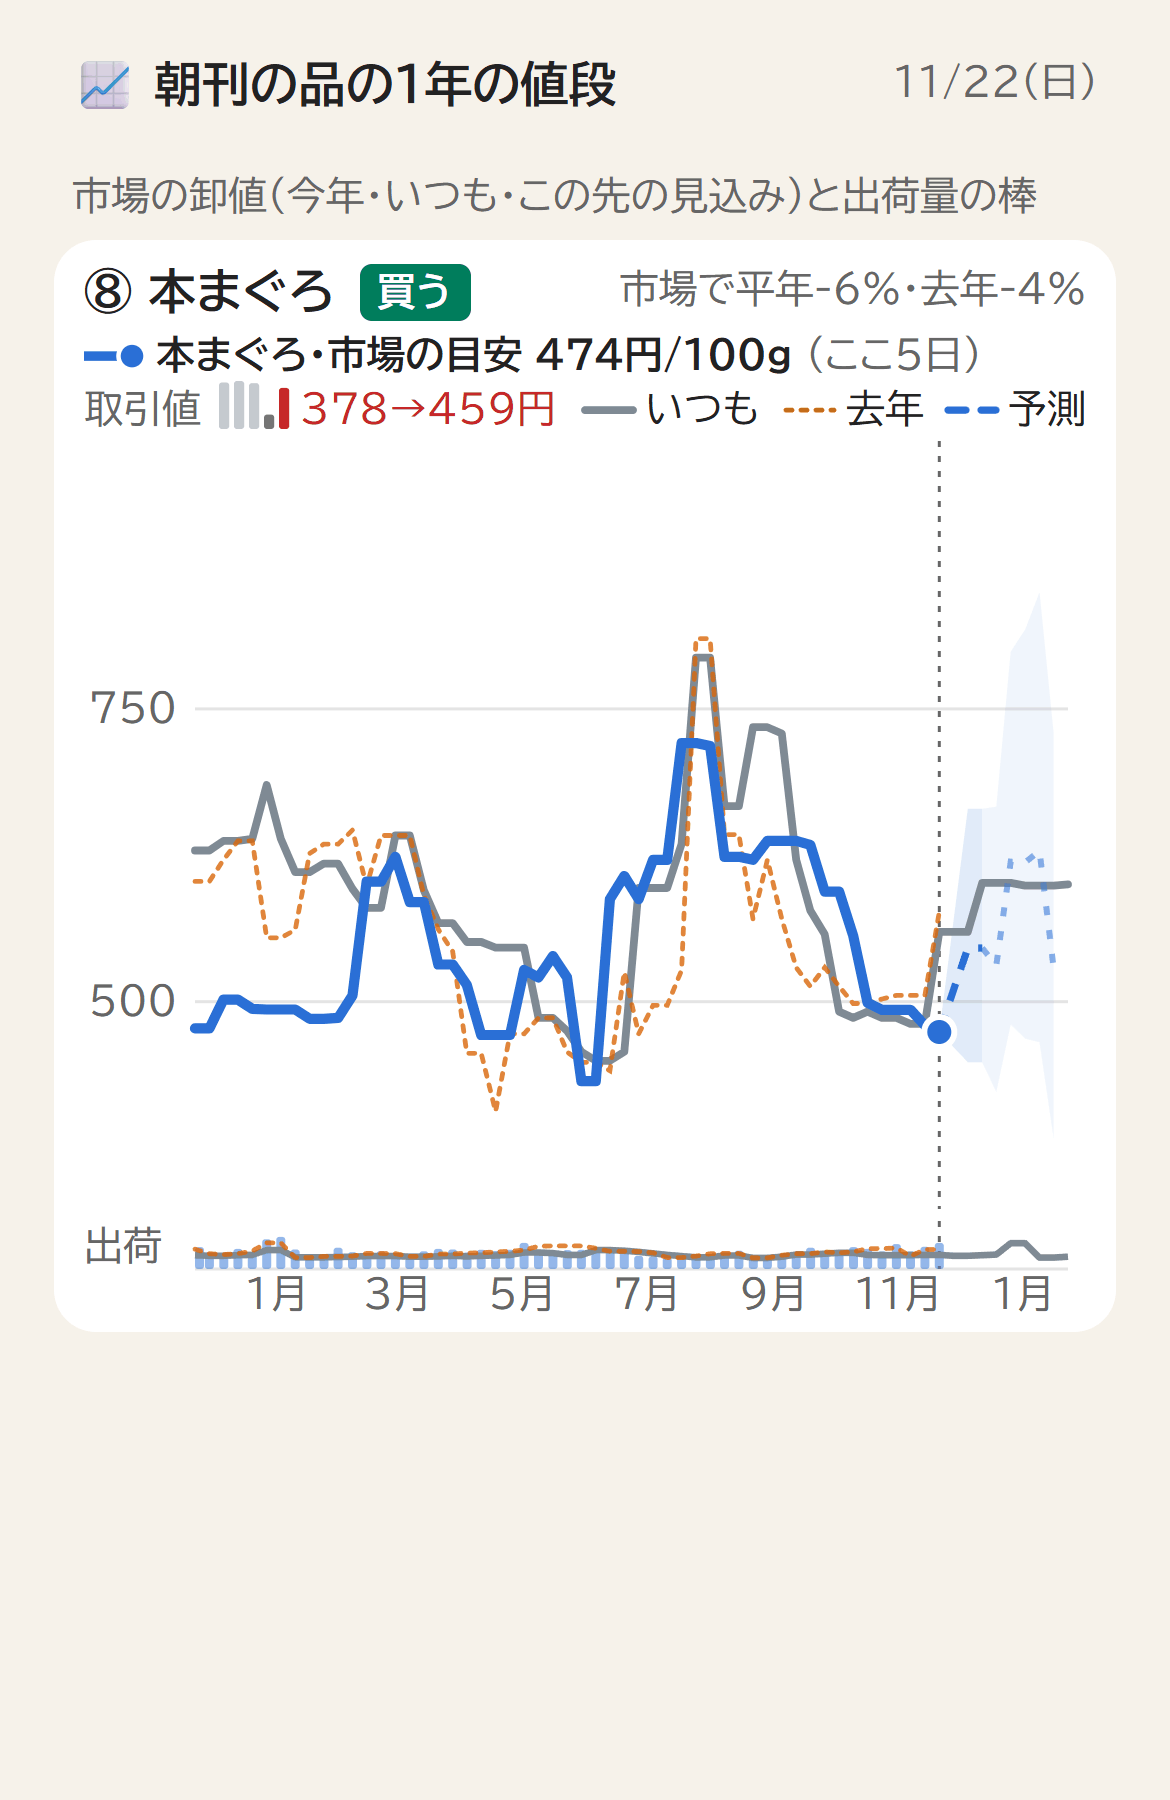 朝刊の品の1年の値段
11/22(日)
市場の卸値(今年・いつも・この先の見込み)と出荷量の棒
⑧ 本まぐろ 買う 市場で平年-6%・去年-4%
本まぐろ・市場の目安 474円/100g (ここ5日)
取引値 378→459円 いつも 去年 予測
750
500
出荷
1月 3月 5月 7月 9月 11月 1月